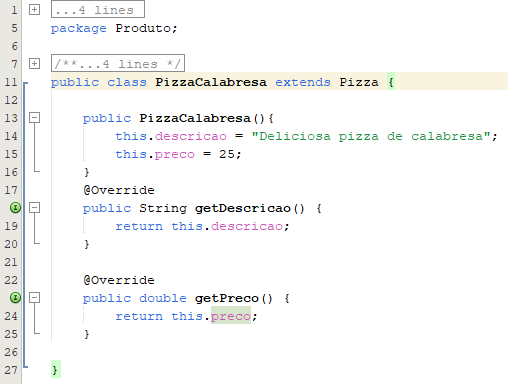 1 ...4 lines
5 package Produto;
6
7 /**...4 lines */
11 public class PizzaCalabresa extends Pizza {
12
13     public PizzaCalabresa(){
14         this.descricao = "Deliciosa pizza de calabresa";
15         this.preco = 25;
16     }
17     @Override
    public String getDescricao() {
19         return this.descricao;
20     }
21
22     @Override
    public double getPreco() {
24         return this.preco;
25     }
26
27 }